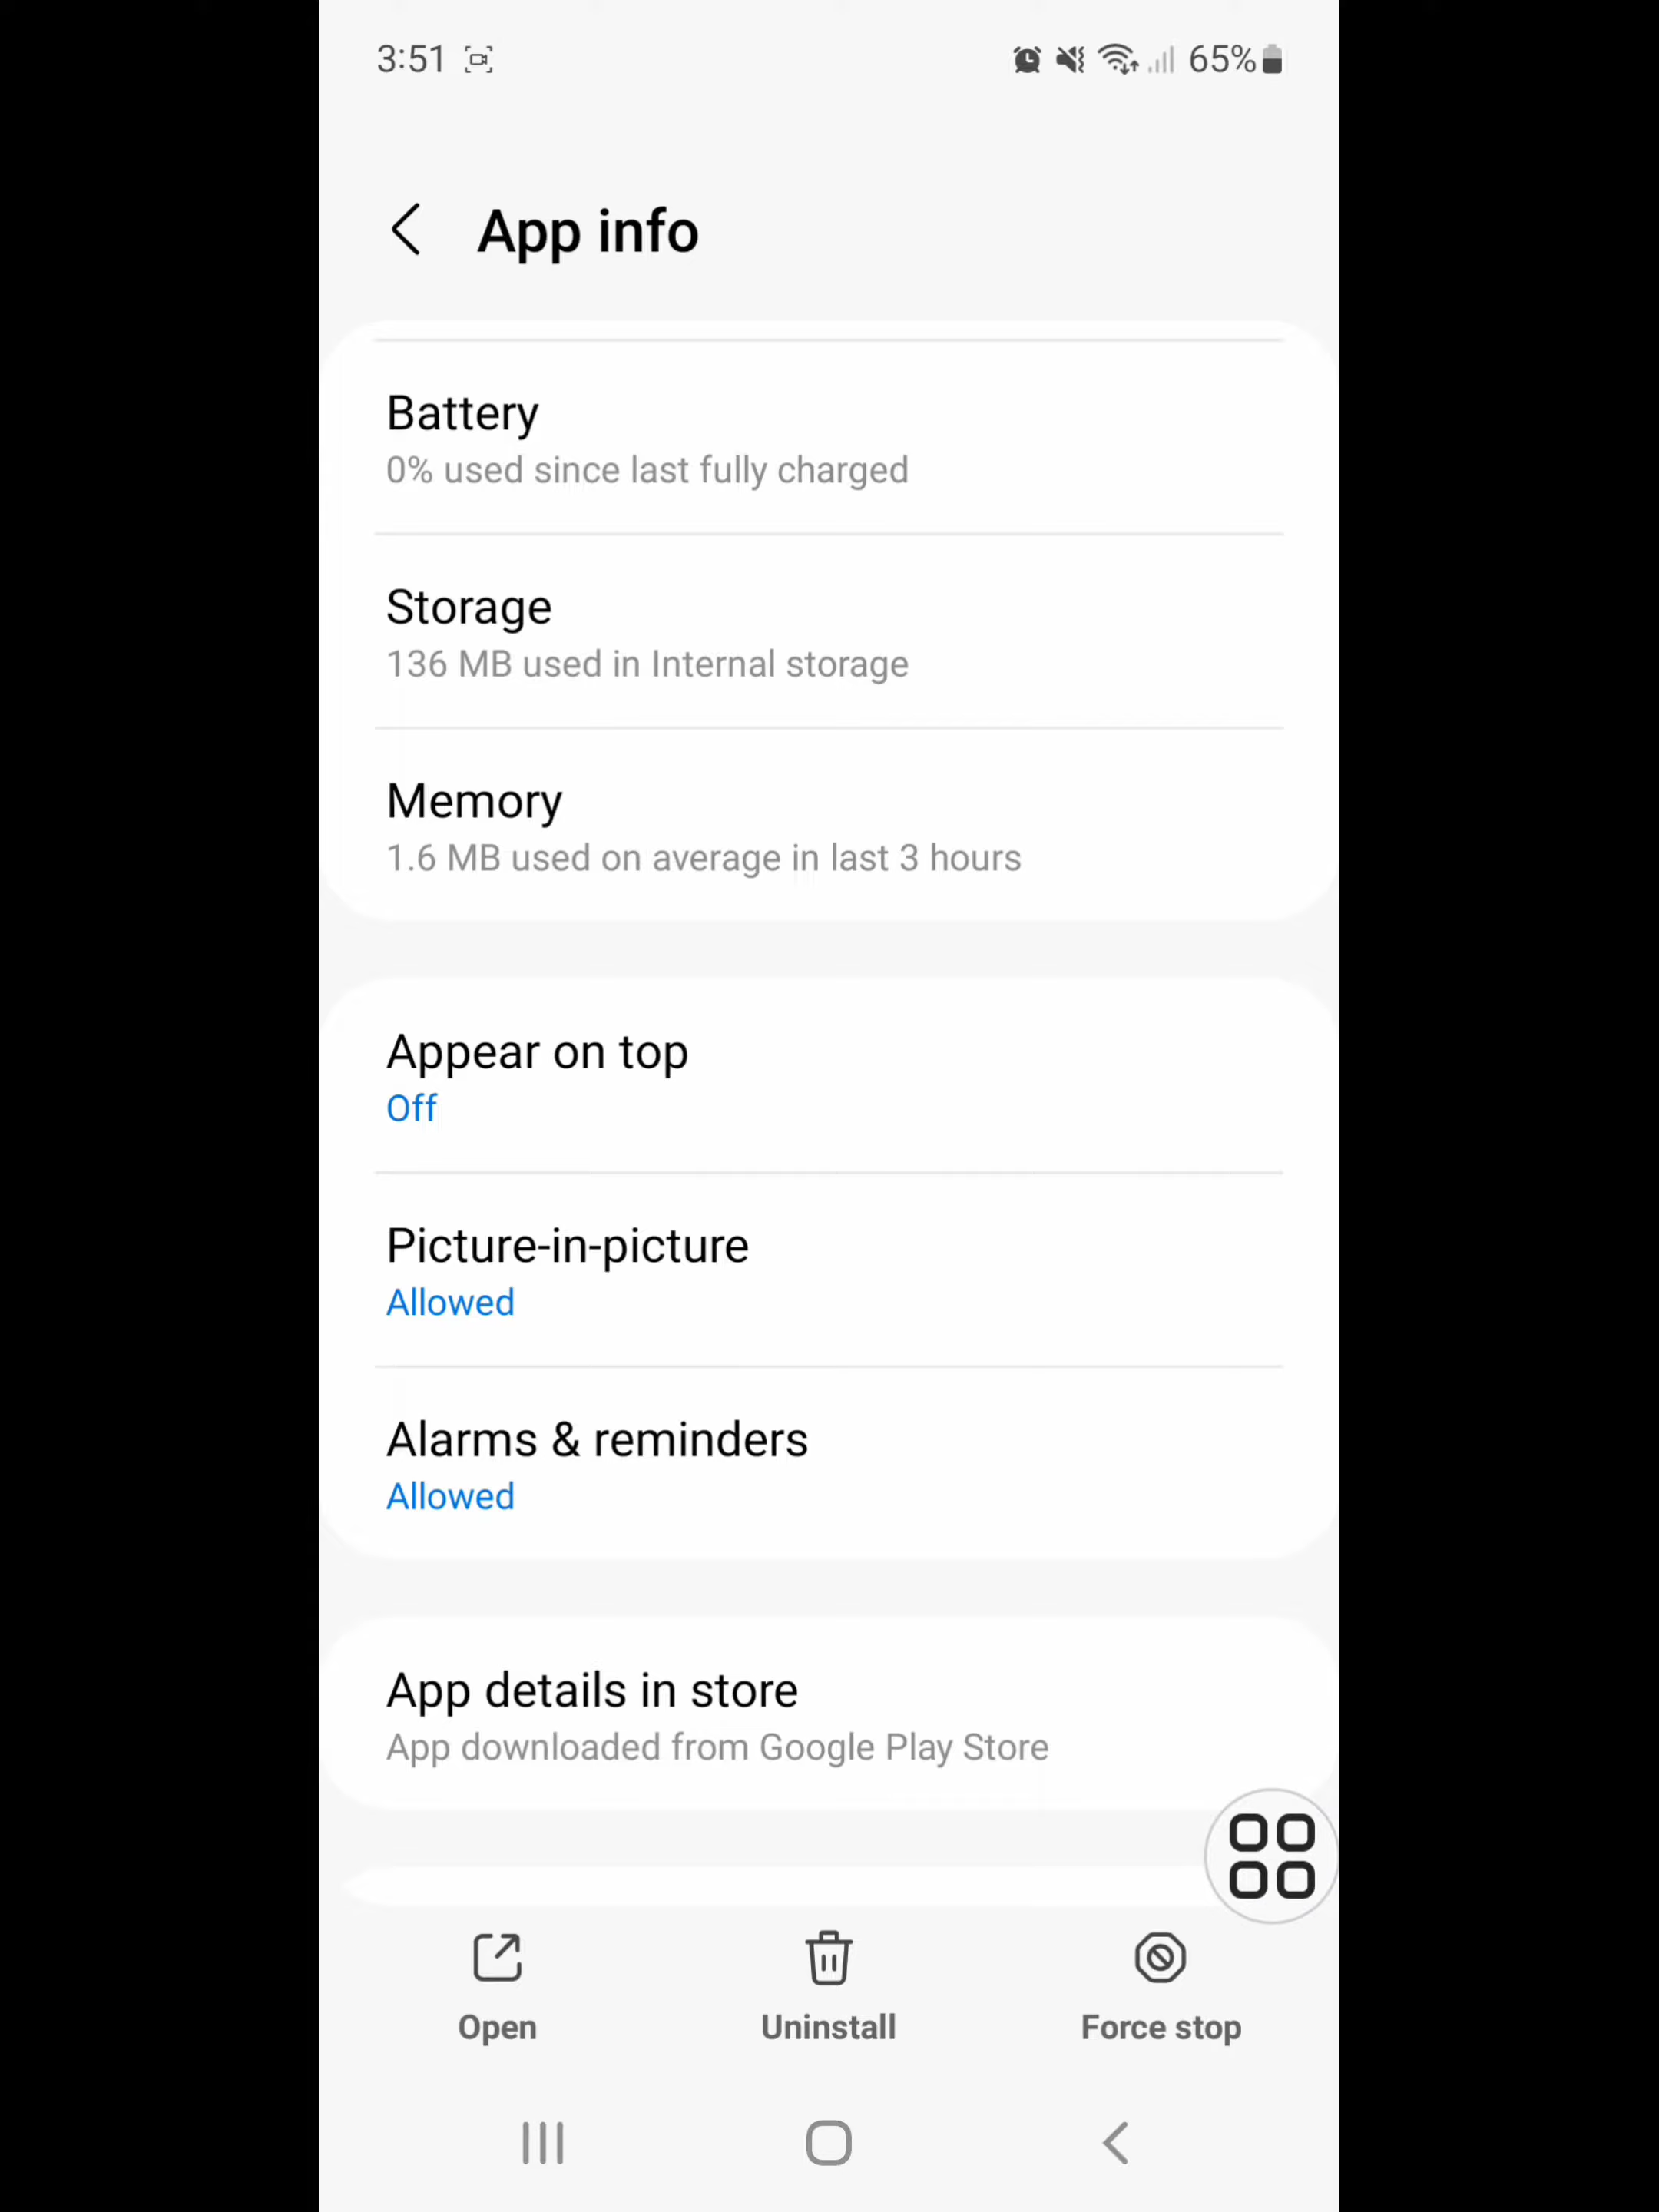 3:51 65%
App info
Battery
0% used since last fully charged
Storage
136 MB used in Internal storage
Memory
1.6 MB used on average in last 3 hours
Appear on top
Off
Picture-in-picture
Allowed
Alarms & reminders
Allowed
App details in store
App downloaded from Google Play Store
Open Uninstall Force stop